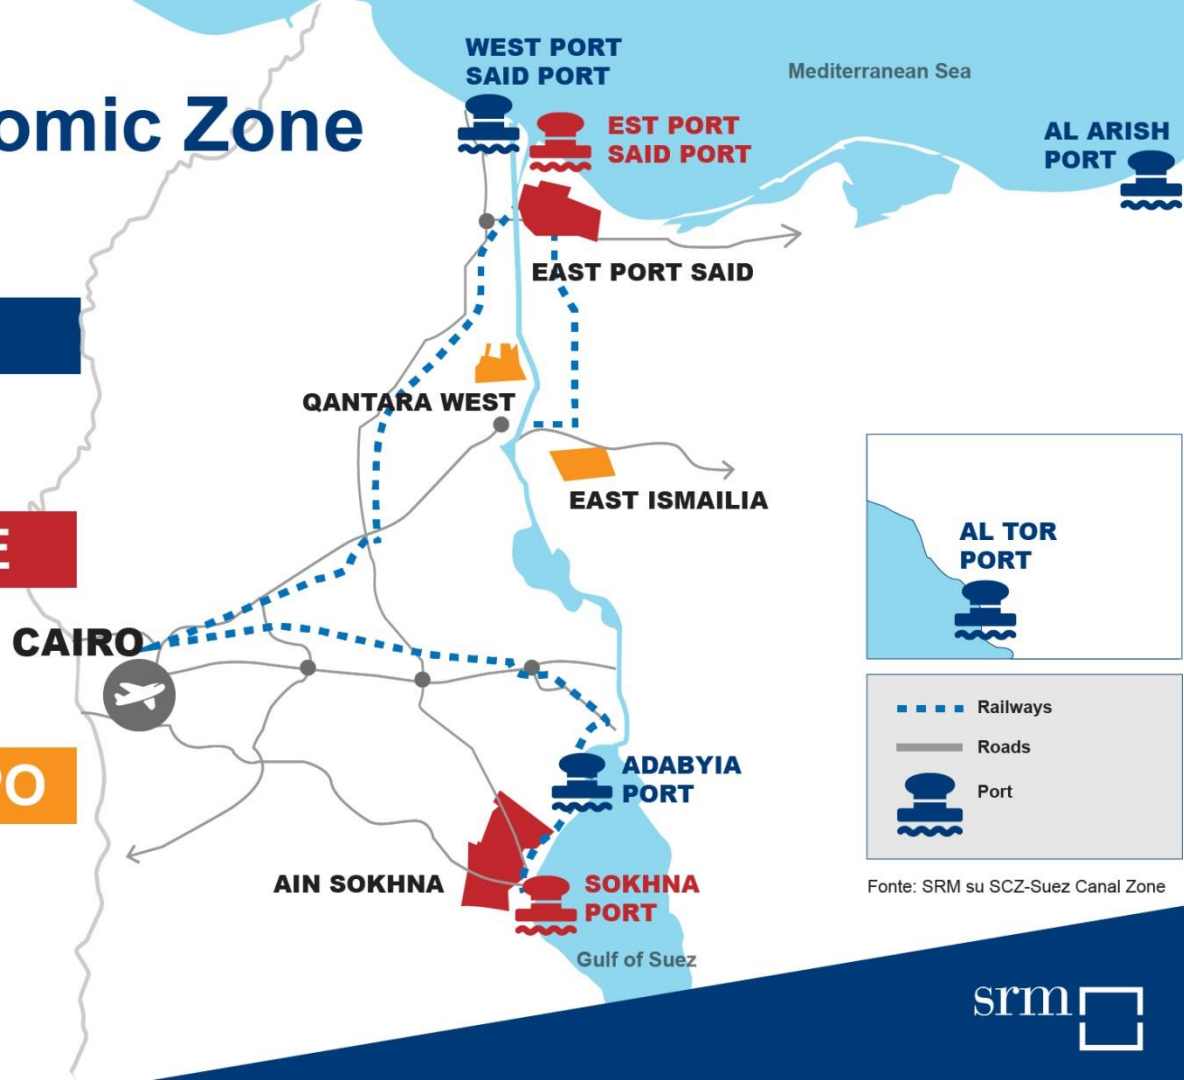 omic Zone
WEST PORT
SAID PORT
EST PORT
SAID PORT
Mediterranean Sea
AL ARISH
PORT
EAST PORT SAID
QANTARA WEST
EAST ISMAILIA
E
CAIRO
PO
AL TOR
PORT
Railways
Roads
Port
ADABYIA
PORT
AIN SOKHNA
SOKHNA
PORT
Gulf of Suez
Fonte: SRM su SCZ-Suez Canal Zone
srm